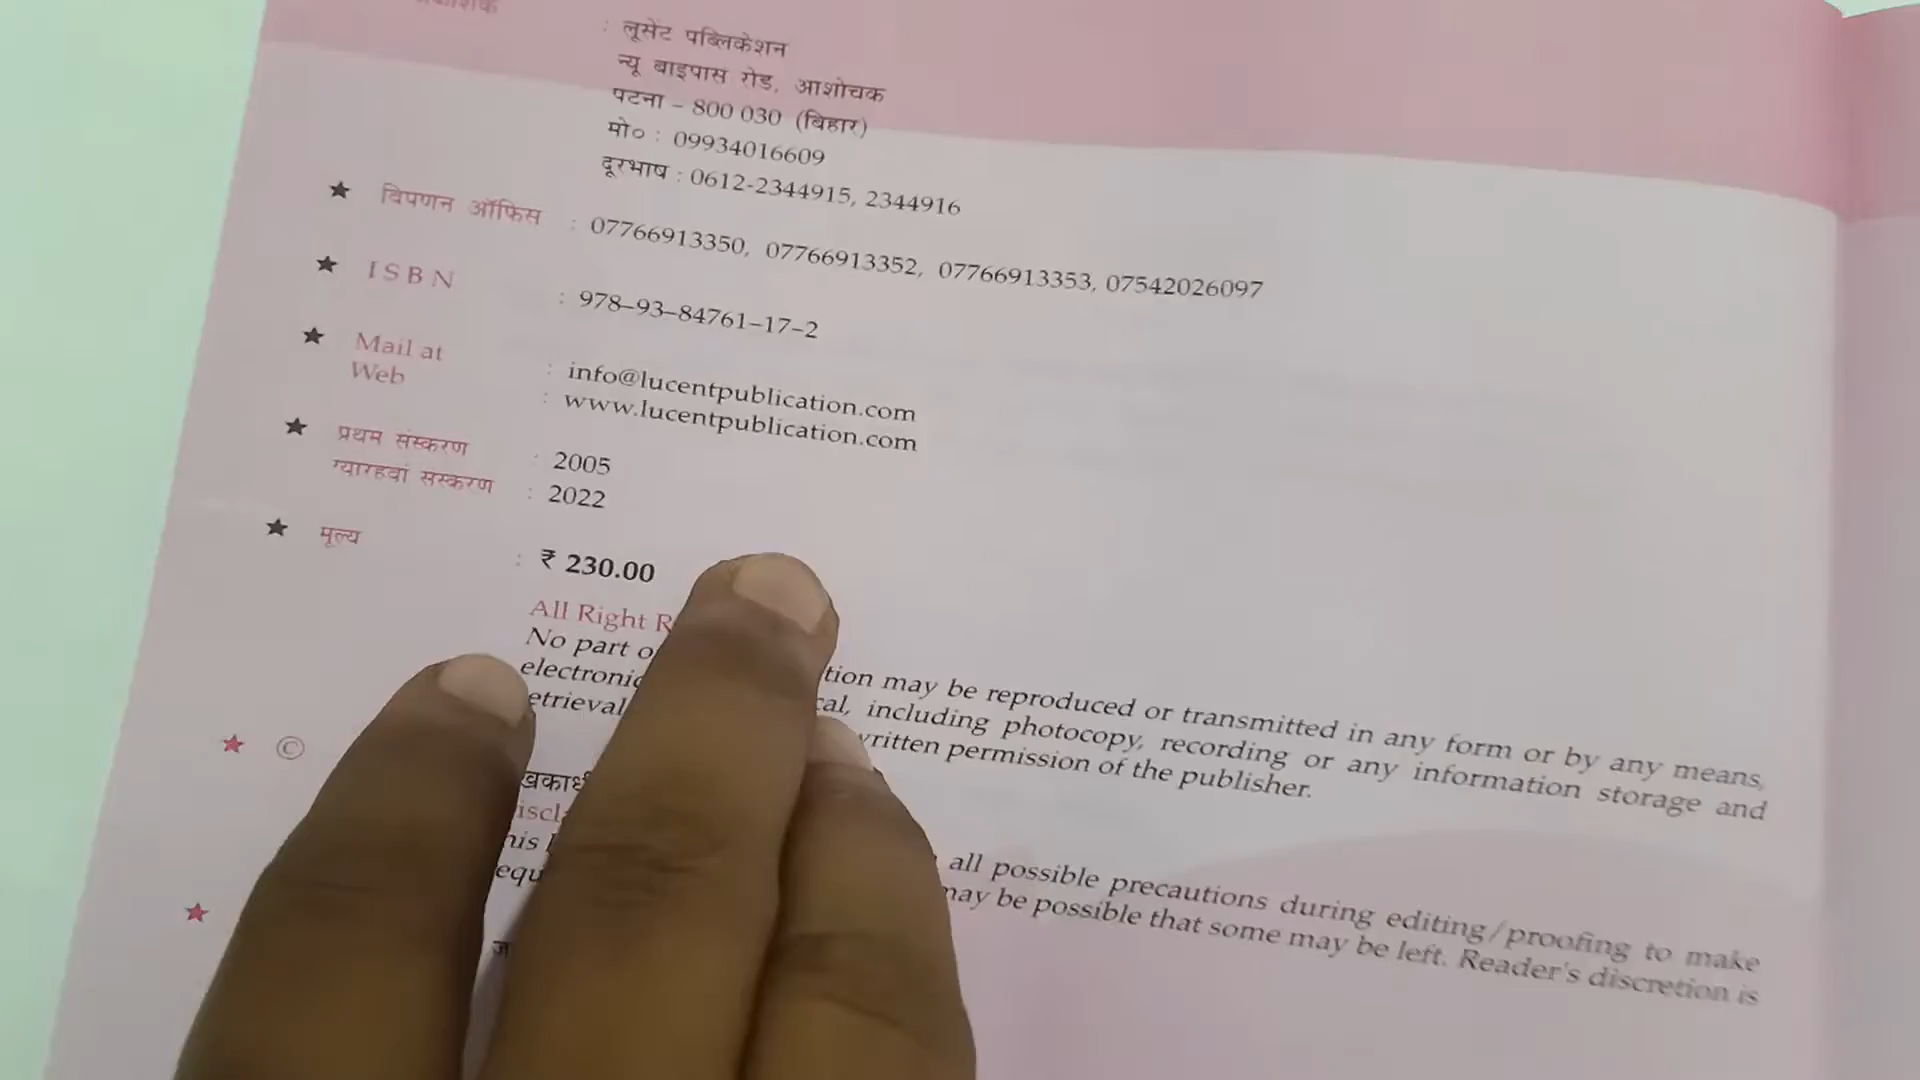 : लूसेंट पब्लिकेशन
न्यू बाइपास रोड, आशोचक
पटना – 800 030 (बिहार)
मो० : 09934016609
दूरभाष : 0612-2344915, 2344916
★ विपणन ऑफिस : 07766913350, 07766913352, 07766913353, 07542026097
★ ISBN : 978–93–84761–17–2
★ Mail at : info@lucentpublication.com
Web : www.lucentpublication.com
★ प्रथम संस्करण : 2005
ग्यारहवां संस्करण : 2022
★ मूल्य : ₹ 230.00
All Right R
No part o tion may be reproduced or transmitted in any form or by any means,
electronic cal, including photocopy, recording or any information storage and
etrieval written permission of the publisher.
★ ©
all possible precautions during editing/proofing to make
may be possible that some may be left. Reader's discretion is
★